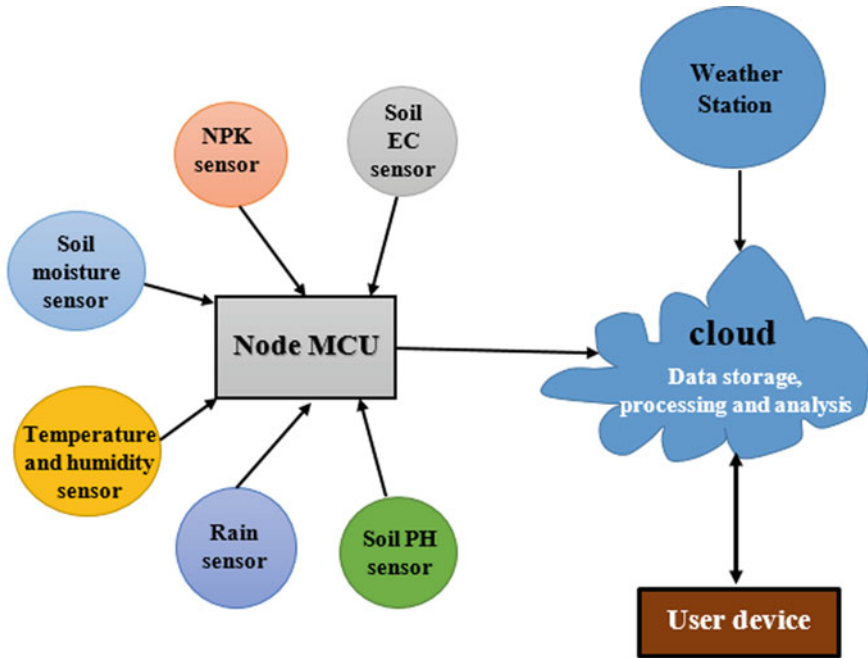 NPK
sensor
Soil
EC
sensor
Weather
Station
Soil
moisture
sensor
Node MCU
cloud
Data storage,
processing and analysis
Temperature
and humidity
sensor
Rain
sensor
Soil PH
sensor
User device